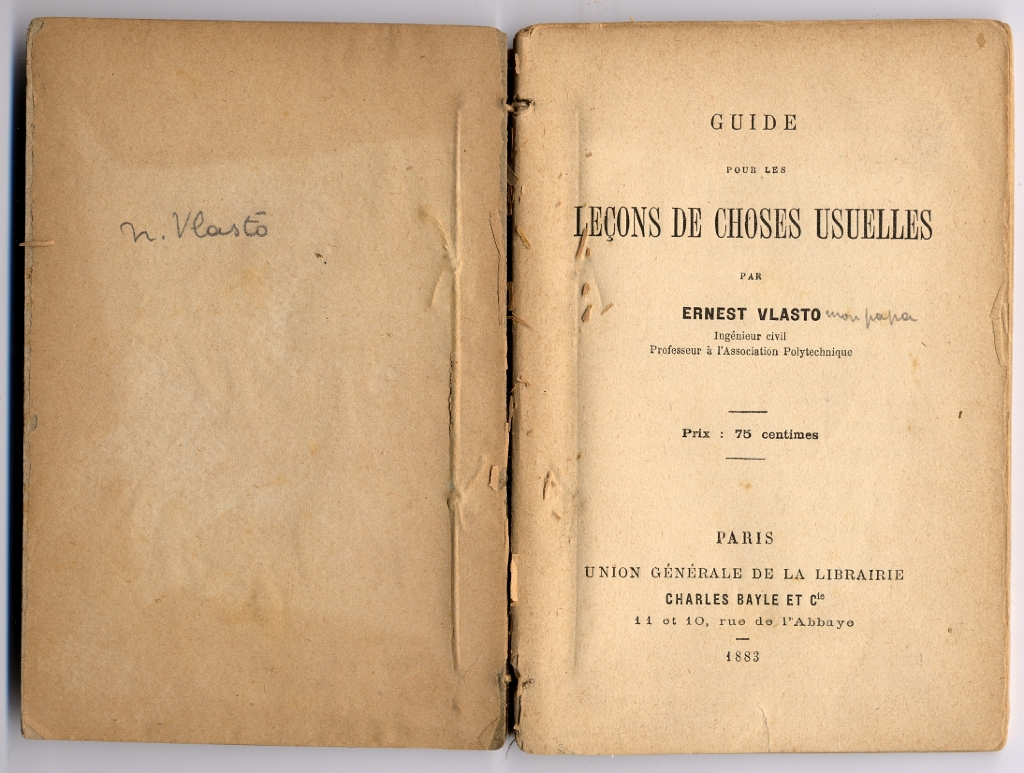 n. Vlasto
GUIDE
POUR LES
LEÇONS DE CHOSES USUELLES
PAR
ERNEST VLASTO mon papa
Ingénieur civil
Professeur à l'Association Polytechnique
Prix : 75 centimes
PARIS
UNION GÉNÉRALE DE LA LIBRAIRIE
CHARLES BAYLE ET Cie
11 et 10, rue de l'Abbaye
1883